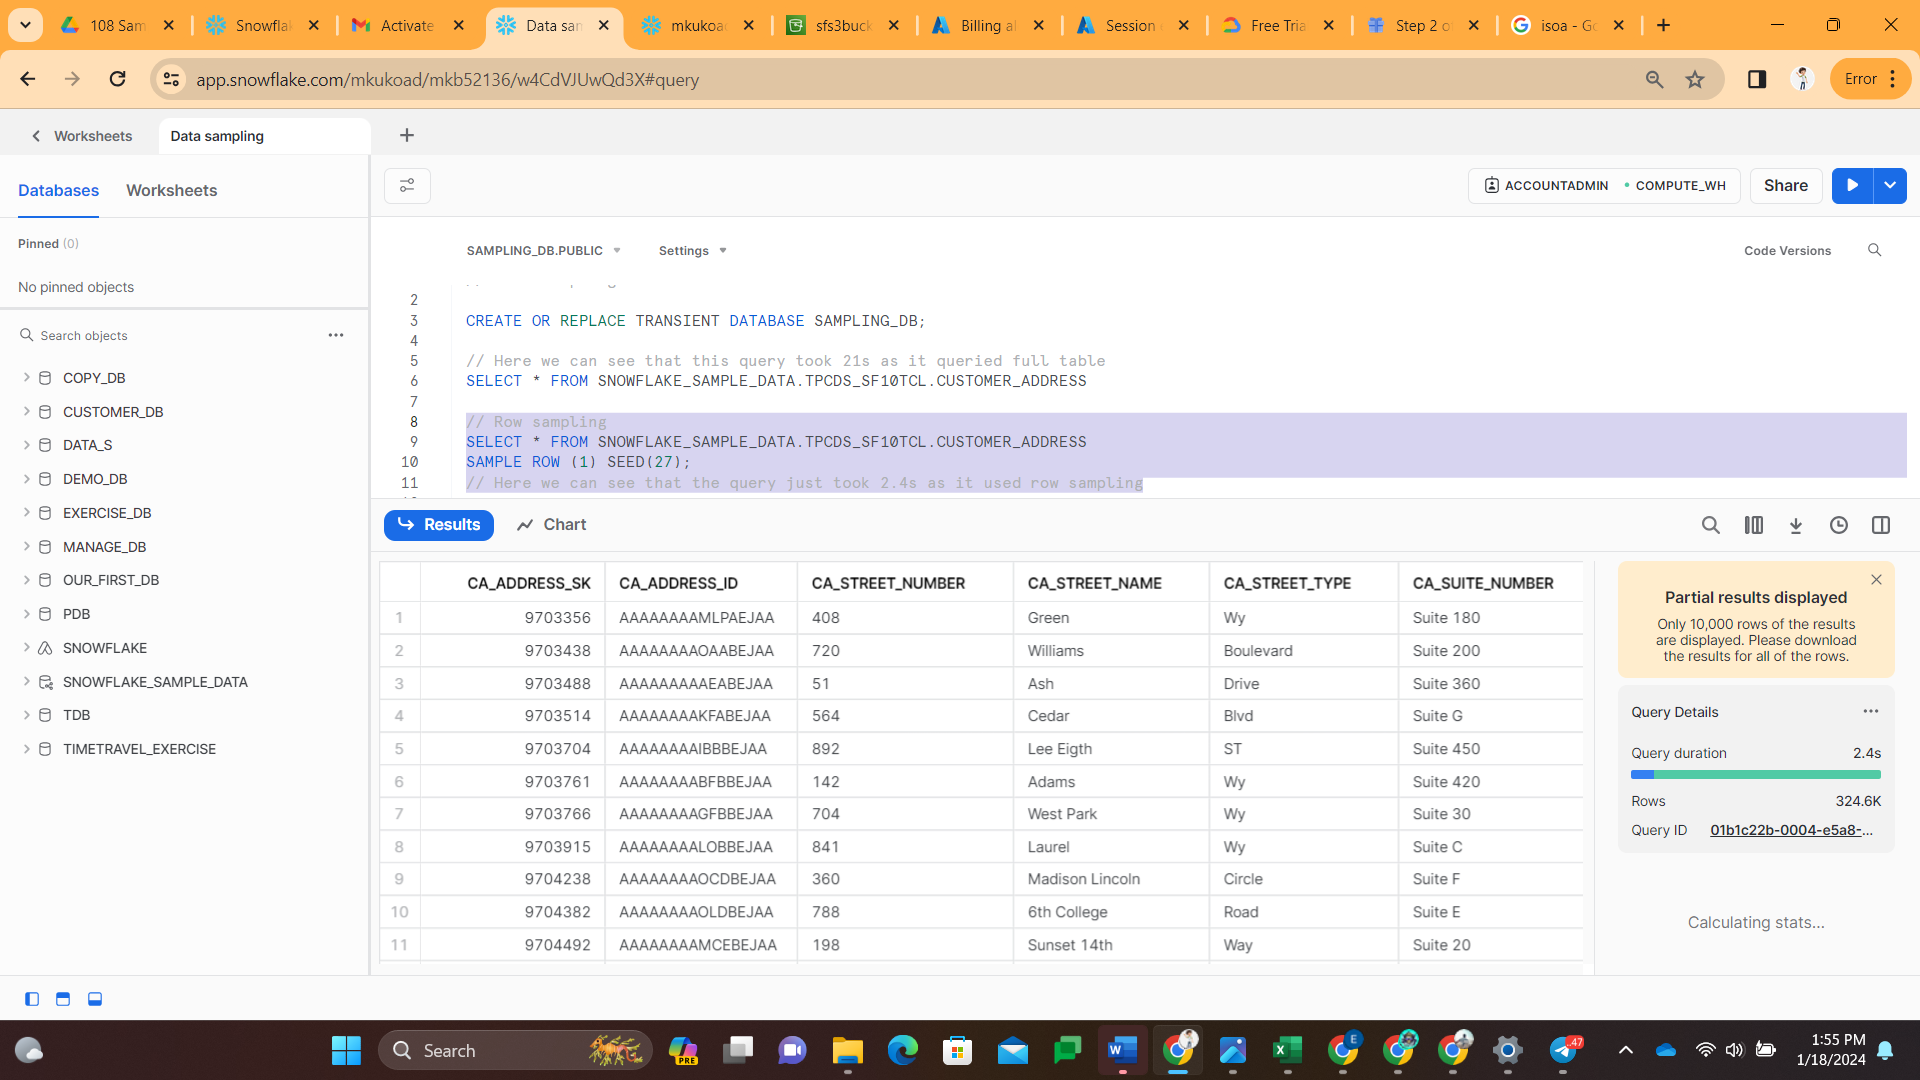 108 Sam
Snowflak
Activate
Data sam
mkukoad
sfs3buck
Billing al
Session
Free Tria
Step 2 o
isoa - Go
app.snowflake.com/mkukoad/mkb52136/w4CdVJUwQd3X#query
Error
Worksheets
Data sampling
Databases
Worksheets
ACCOUNTADMIN
COMPUTE_WH
Share
Pinned (0)
No pinned objects
Search objects
COPY_DB
CUSTOMER_DB
DATA_S
DEMO_DB
EXERCISE_DB
MANAGE_DB
OUR_FIRST_DB
PDB
SNOWFLAKE
SNOWFLAKE_SAMPLE_DATA
TDB
TIMETRAVEL_EXERCISE
SAMPLING_DB.PUBLIC
Settings
Code Versions
2
3 CREATE OR REPLACE TRANSIENT DATABASE SAMPLING_DB;
4
5 // Here we can see that this query took 21s as it queried full table
6 SELECT * FROM SNOWFLAKE_SAMPLE_DATA.TPCDS_SF10TCL.CUSTOMER_ADDRESS
7
8 // Row sampling
9 SELECT * FROM SNOWFLAKE_SAMPLE_DATA.TPCDS_SF10TCL.CUSTOMER_ADDRESS
10 SAMPLE ROW (1) SEED(27);
11 // Here we can see that the query just took 2.4s as it used row sampling
Results
Chart
CA_ADDRESS_SK CA_ADDRESS_ID CA_STREET_NUMBER CA_STREET_NAME CA_STREET_TYPE CA_SUITE_NUMBER
1 9703356 AAAAAAAAMLPAEJAA 408 Green Wy Suite 180
2 9703438 AAAAAAAAOAABEJAA 720 Williams Boulevard Suite 200
3 9703488 AAAAAAAAAEABEJAA 51 Ash Drive Suite 360
4 9703514 AAAAAAAAKFABEJAA 564 Cedar Blvd Suite G
5 9703704 AAAAAAAAIBBBEJAA 892 Lee Eigth ST Suite 450
6 9703761 AAAAAAAABFBBEJAA 142 Adams Wy Suite 420
7 9703766 AAAAAAAAGFBBEJAA 704 West Park Wy Suite 30
8 9703915 AAAAAAAALOBBEJAA 841 Laurel Wy Suite C
9 9704238 AAAAAAAAOCDBEJAA 360 Madison Lincoln Circle Suite F
10 9704382 AAAAAAAAOLDBEJAA 788 6th College Road Suite E
11 9704492 AAAAAAAAMCEBEJAA 198 Sunset 14th Way Suite 20
Partial results displayed
Only 10,000 rows of the results
are displayed. Please download
the results for all of the rows.
Query Details
Query duration 2.4s
Rows 324.6K
Query ID 01b1c22b-0004-e5a8-...
Calculating stats...
Search
PRE
E
47
1:55 PM
1/18/2024